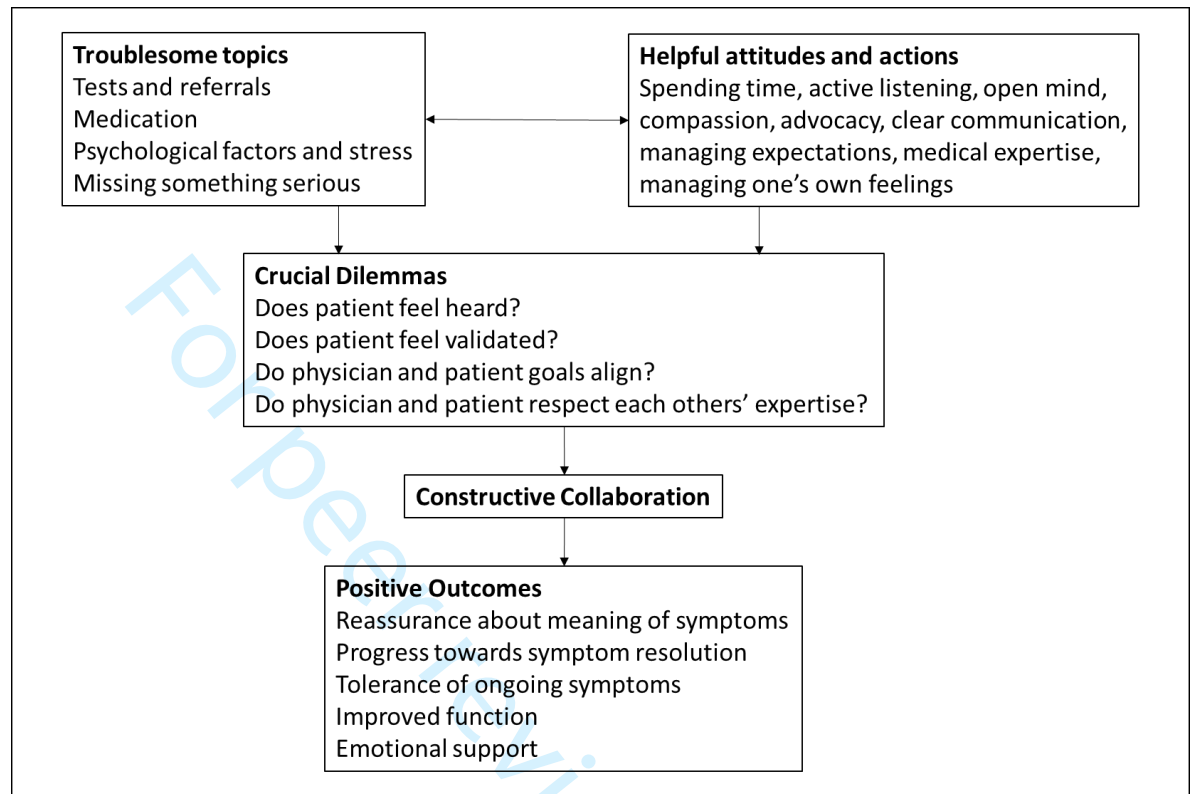 Troublesome topics
Tests and referrals
Medication
Psychological factors and stress
Missing something serious
Helpful attitudes and actions
Spending time, active listening, open mind,
compassion, advocacy, clear communication,
managing expectations, medical expertise,
managing one’s own feelings
Crucial Dilemmas
Does patient feel heard?
Does patient feel validated?
Do physician and patient goals align?
Do physician and patient respect each others’ expertise?
Constructive Collaboration
Positive Outcomes
Reassurance about meaning of symptoms
Progress towards symptom resolution
Tolerance of ongoing symptoms
Improved function
Emotional support
For peer revi